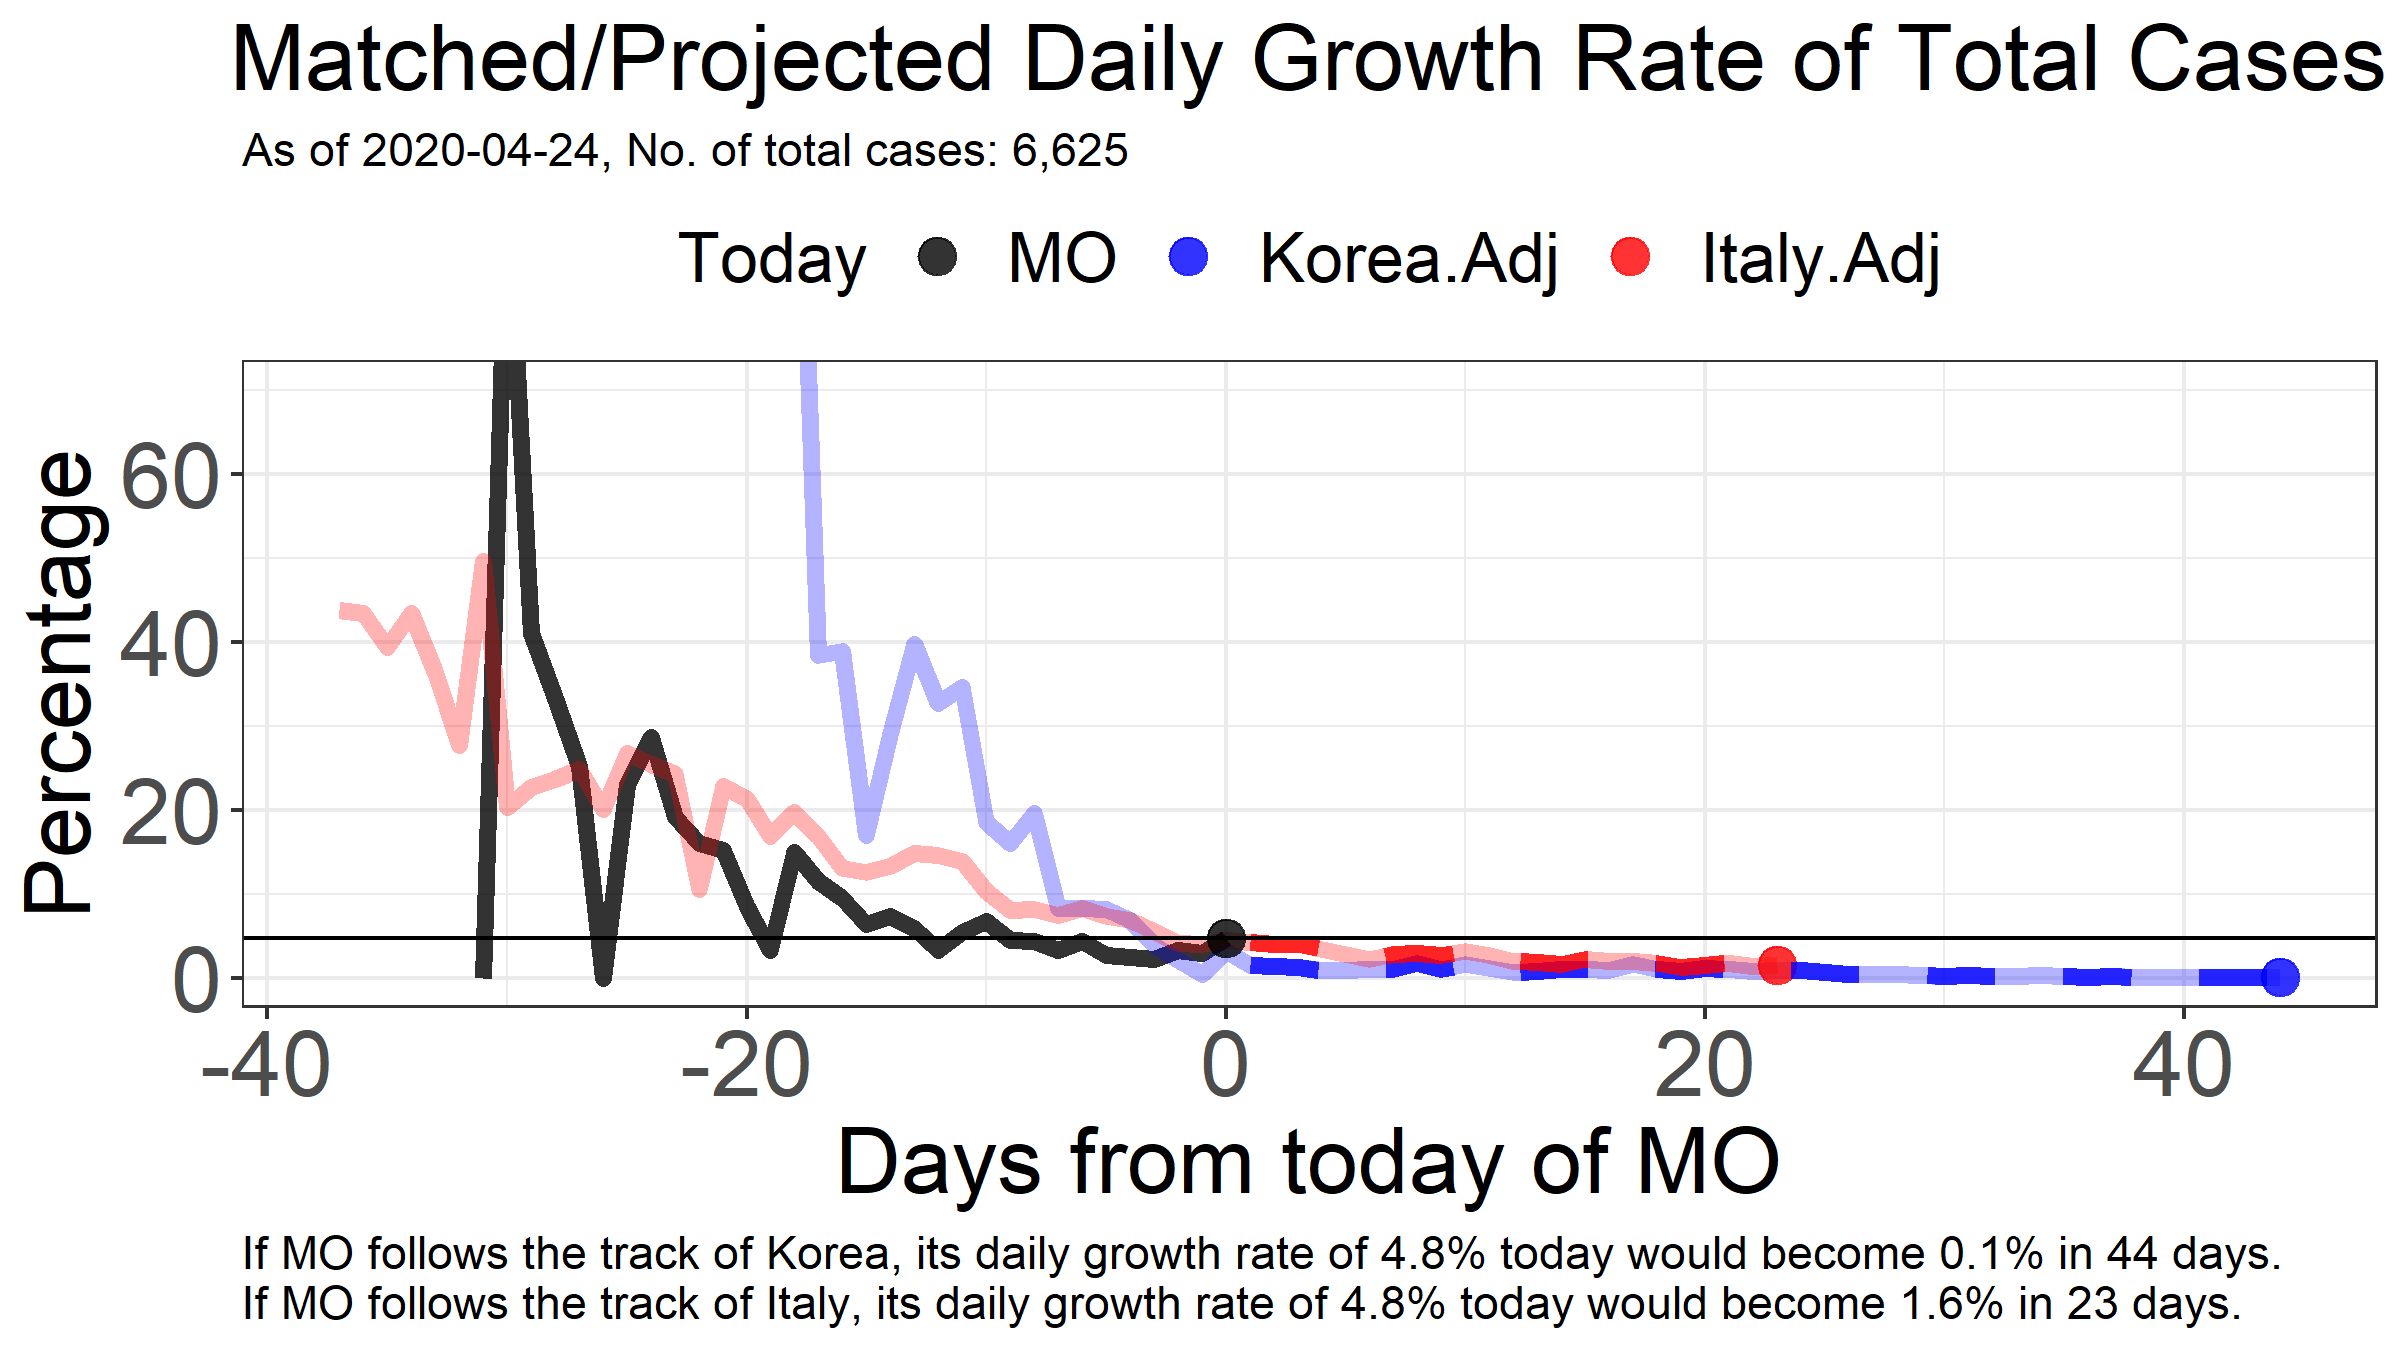 Matched/Projected Daily Growth Rate of Total Cases
As of 2020-04-24, No. of total cases: 6,625
Today MO Korea.Adj Italy.Adj
Percentage
60
40
20
0
-40 -20 0 20 40
Days from today of MO
If MO follows the track of Korea, its daily growth rate of 4.8% today would become 0.1% in 44 days.
If MO follows the track of Italy, its daily growth rate of 4.8% today would become 1.6% in 23 days.